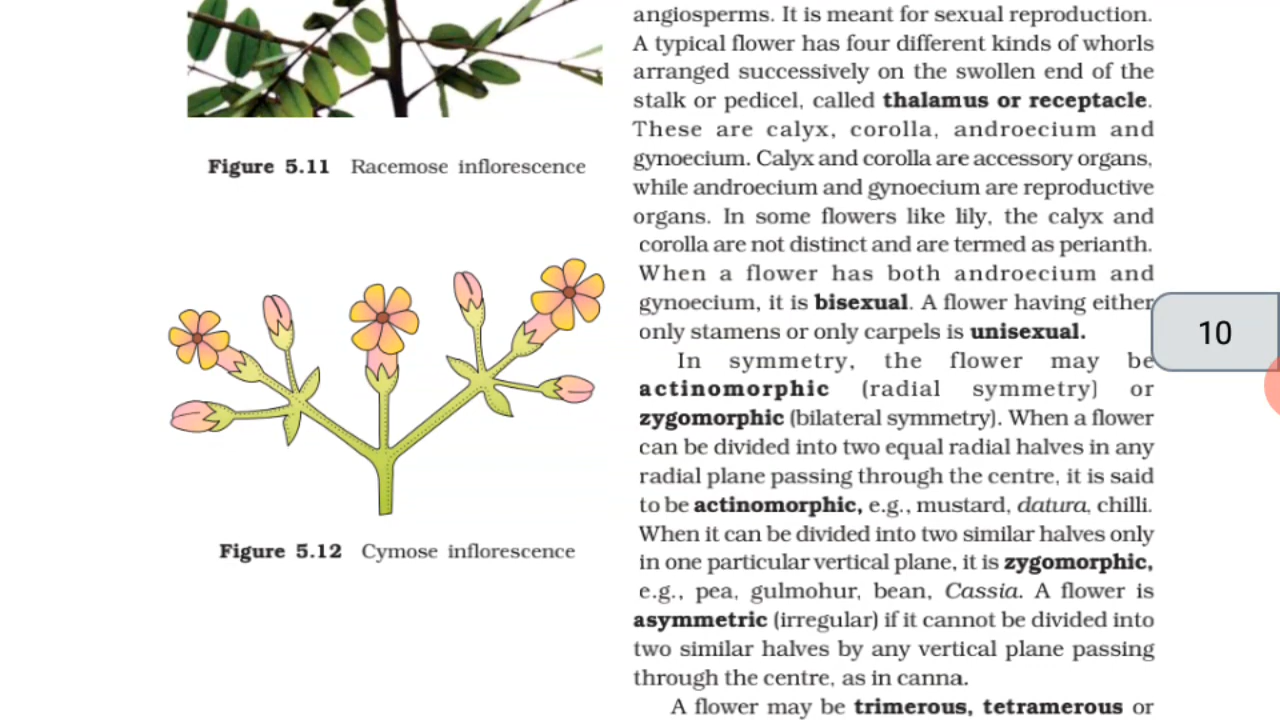 Figure 5.11 Racemose inflorescence
Figure 5.12 Cymose inflorescence
angiosperms. It is meant for sexual reproduction.
A typical flower has four different kinds of whorls
arranged successively on the swollen end of the
stalk or pedicel, called thalamus or receptacle.
These are calyx, corolla, androecium and
gynoecium. Calyx and corolla are accessory organs,
while androecium and gynoecium are reproductive
organs. In some flowers like lily, the calyx and
corolla are not distinct and are termed as perianth.
When a flower has both androecium and
gynoecium, it is bisexual. A flower having either
only stamens or only carpels is unisexual.
In symmetry, the flower may be
actinomorphic (radial symmetry) or
zygomorphic (bilateral symmetry). When a flower
can be divided into two equal radial halves in any
radial plane passing through the centre, it is said
to be actinomorphic, e.g., mustard, datura, chilli.
When it can be divided into two similar halves only
in one particular vertical plane, it is zygomorphic,
e.g., pea, gulmohur, bean, Cassia. A flower is
asymmetric (irregular) if it cannot be divided into
two similar halves by any vertical plane passing
through the centre, as in canna.
A flower may be trimerous, tetramerous or
10